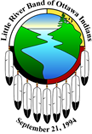 Little River Band of Ottawa Indians
September 21, 1994